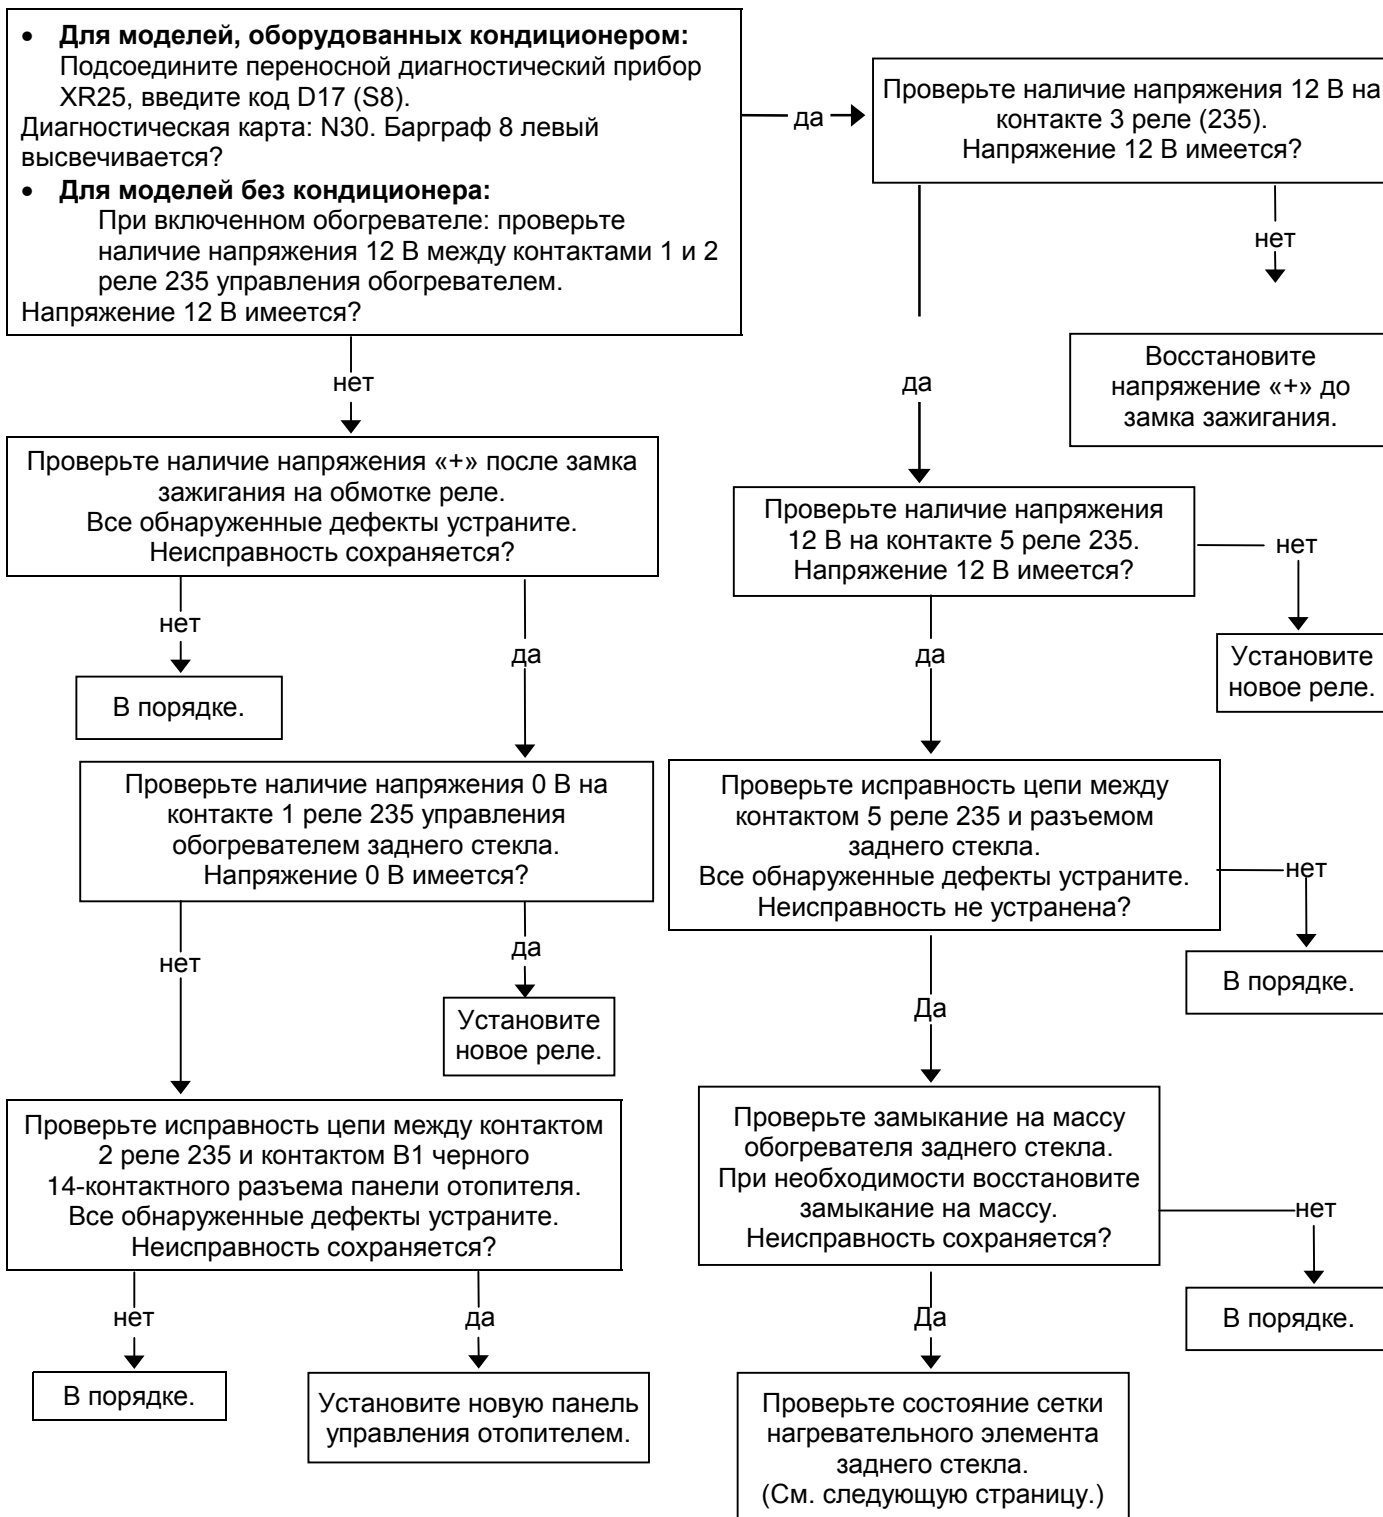 • Для моделей, оборудованных кондиционером:
Подсоедините переносной диагностический прибор
XR25, введите код D17 (S8).
Диагностическая карта: N30. Барграф 8 левый
высвечивается?
• Для моделей без кондиционера:
При включенном обогревателе: проверьте
наличие напряжения 12 В между контактами 1 и 2
реле 235 управления обогревателем.
Напряжение 12 В имеется?
да
Проверьте наличие напряжения 12 В на
контакте 3 реле (235).
Напряжение 12 В имеется?
нет
Восстановите
напряжение «+» до
замка зажигания.
нет
да
Проверьте наличие напряжения «+» после замка
зажигания на обмотке реле.
Все обнаруженные дефекты устраните.
Неисправность сохраняется?
Проверьте наличие напряжения
12 В на контакте 5 реле 235.
Напряжение 12 В имеется?
нет
Установите
новое реле.
нет
да
да
В порядке.
Проверьте наличие напряжения 0 В на
контакте 1 реле 235 управления
обогревателем заднего стекла.
Напряжение 0 В имеется?
Проверьте исправность цепи между
контактом 5 реле 235 и разъемом
заднего стекла.
Все обнаруженные дефекты устраните.
Неисправность не устранена?
нет
В порядке.
нет
да
Да
Установите
новое реле.
Проверьте исправность цепи между контактом
2 реле 235 и контактом В1 черного
14-контактного разъема панели отопителя.
Все обнаруженные дефекты устраните.
Неисправность сохраняется?
Проверьте замыкание на массу
обогревателя заднего стекла.
При необходимости восстановите
замыкание на массу.
Неисправность сохраняется?
нет
В порядке.
нет
да
Да
В порядке.
Установите новую панель
управления отопителем.
Проверьте состояние сетки
нагревательного элемента
заднего стекла.
(См. следующую страницу.)